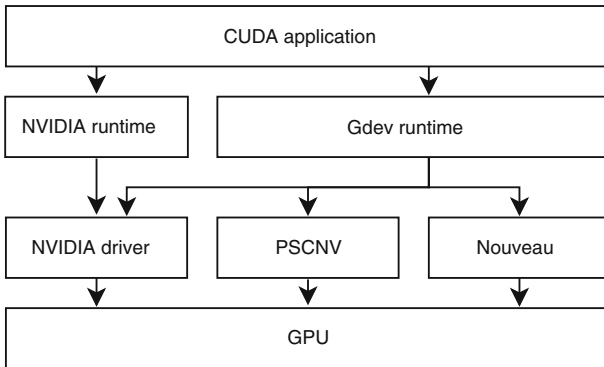 CUDA application
NVIDIA runtime
Gdev runtime
NVIDIA driver
PSCNV
Nouveau
GPU